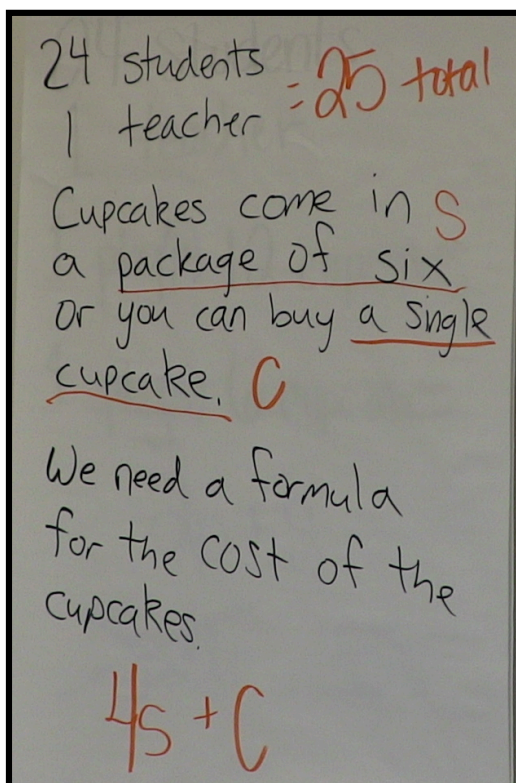 24 students
1 teacher
= 25 total
Cupcakes come in S
a package of six
or you can buy a single
cupcake. C
We need a formula
for the cost of the
cupcakes.
4s + C